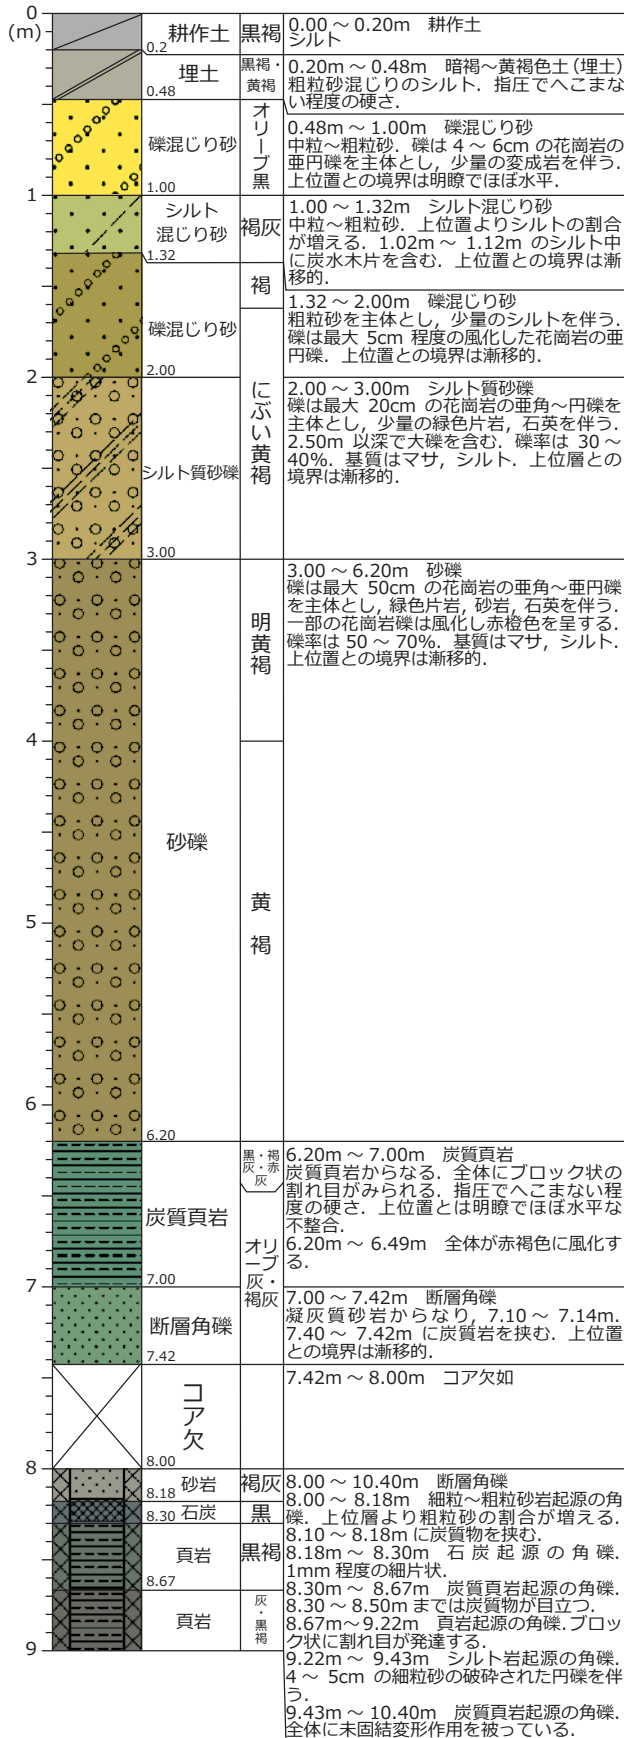 0
(m)
耕作土
黒褐
0.00 ～ 0.20m　耕作土
シルト
0.2
埋土
黒褐・
黄褐
0.20m ～ 0.48m　暗褐～黄褐色土 (埋土)
粗粒砂混じりのシルト．指圧でへこまな
い程度の硬さ．
0.48
礫混じり砂
オリーブ黒
0.48m ～ 1.00m　礫混じり砂
中粒～粗粒砂．礫は 4 ～ 6cm の花崗岩の
亜円礫を主体とし，少量の変成岩を伴う．
上位置との境界は明瞭でほぼ水平．
1.00
1
シルト
混じり砂
褐灰
1.00 ～ 1.32m　シルト混じり砂
中粒～粗粒砂．上位置よりシルトの割合
が増える．1.02m ～ 1.12m のシルト中
に炭水木片を含む．上位置との境界は漸
移的．
1.32
褐
礫混じり砂
1.32 ～ 2.00m　礫混じり砂
粗粒砂を主体とし，少量のシルトを伴う．
礫は最大 5cm 程度の風化した花崗岩の亜
円礫．上位置との境界は漸移的．
2.00
2
にぶい黄褐
シルト質砂礫
2.00 ～ 3.00m　シルト質砂礫
礫は最大 20cm の花崗岩の亜角～円礫を
主体とし，少量の緑色片岩，石英を伴う．
2.50m 以深で大礫を含む．礫率は 30 ～
40%．基質はマサ，シルト．上位層との
境界は漸移的．
3.00
3
明黄褐
3.00 ～ 6.20m　砂礫
礫は最大 50cm の花崗岩の亜角～亜円礫
を主体とし，緑色片岩，砂岩，石英を伴う．
一部の花崗岩礫は風化し赤橙色を呈する．
礫率は 50 ～ 70%．基質はマサ，シルト．
上位置との境界は漸移的．
4
砂礫
黄褐
5
6
6.20
黒・褐
灰・赤
灰
6.20m ～ 7.00m　炭質頁岩
炭質頁岩からなる．全体にブロック状の
割れ目がみられる．指圧でへこまない程
度の硬さ．上位置とは明瞭でほぼ水平な
不整合．
6.20m ～ 6.49m　全体が赤褐色に風化す
る．
炭質頁岩
オリ
ーブ
灰・
褐灰
7.00
7
断層角礫
7.00 ～ 7.42m　断層角礫
凝灰質砂岩からなり，7.10 ～ 7.14m．
7.40 ～ 7.42m に炭質岩を挟む．上位置
との境界は漸移的．
7.42
コア欠
7.42m ～ 8.00m　コア欠如
8.00
8
砂岩
褐灰
8.18
石炭
黒
8.30
頁岩
黒褐
8.67
頁岩
灰・黒褐
9
8.00 ～ 10.40m　断層角礫
8.00 ～ 8.18m　細粒～粗粒砂岩起源の角
礫．上位層より粗粒砂の割合が増える．
8.10 ～ 8.18m に炭質物を挟む．
8.18m ～ 8.30m　石炭起源の角礫．
1mm 程度の細片状．
8.30m ～ 8.67m　炭質頁岩起源の角礫．
8.30 ～ 8.50m までは炭質物が目立つ．
8.67m～ 9.22m　頁岩起源の角礫．ブロッ
ク状に割れ目が発達する．
9.22m ～ 9.43m　シルト岩起源の角礫．
4 ～ 5cm の細粒砂の破砕された円礫を伴
う．
9.43m ～ 10.40m　炭質頁岩起源の角礫．
全体に未固結変形作用を被っている．